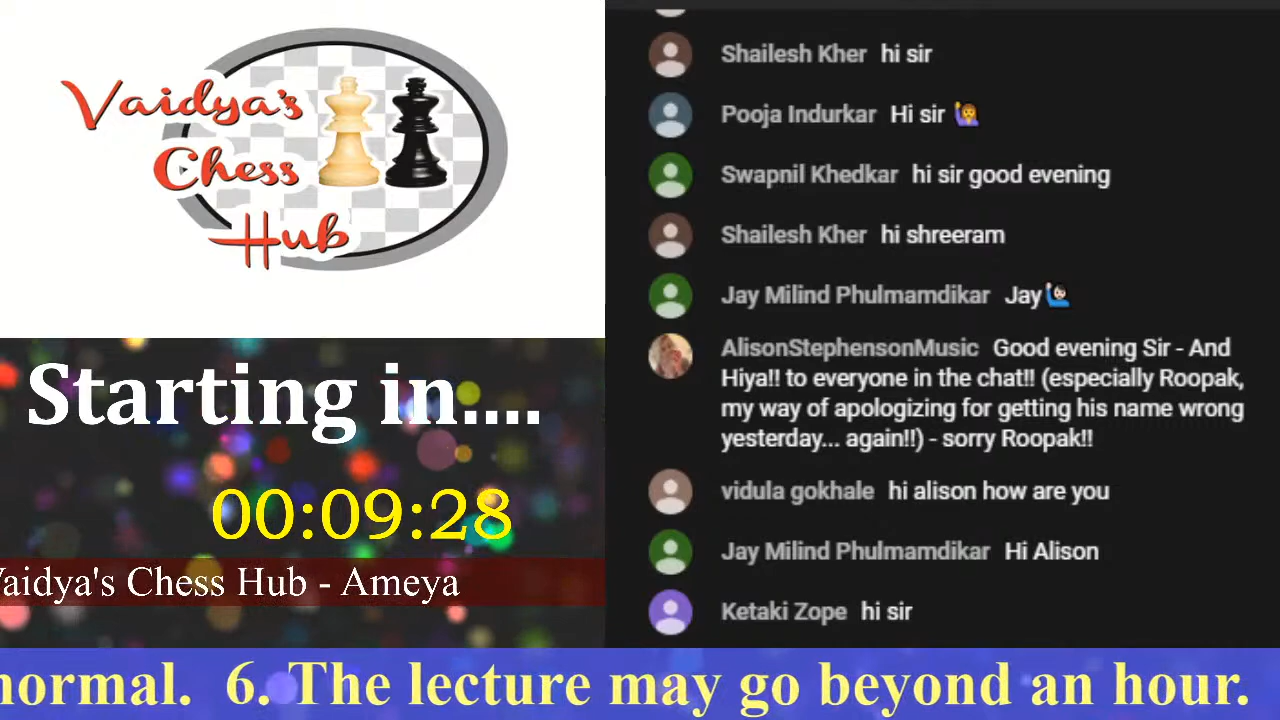 Vaidya's
Chess
Hub
Starting in....
00:09:28
Vaidya's Chess Hub - Ameya
Shailesh Kher hi sir
Pooja Indurkar Hi sir 🙋‍♀️
Swapnil Khedkar hi sir good evening
Shailesh Kher hi shreeram
Jay Milind Phulmamdikar Jay🙋🏻‍♂️
AlisonStephensonMusic Good evening Sir - And
Hiya!! to everyone in the chat!! (especially Roopak,
my way of apologizing for getting his name wrong
yesterday... again!!) - sorry Roopak!!
vidula gokhale hi alison how are you
Jay Milind Phulmamdikar Hi Alison
Ketaki Zope hi sir
normal. 6. The lecture may go beyond an hour.